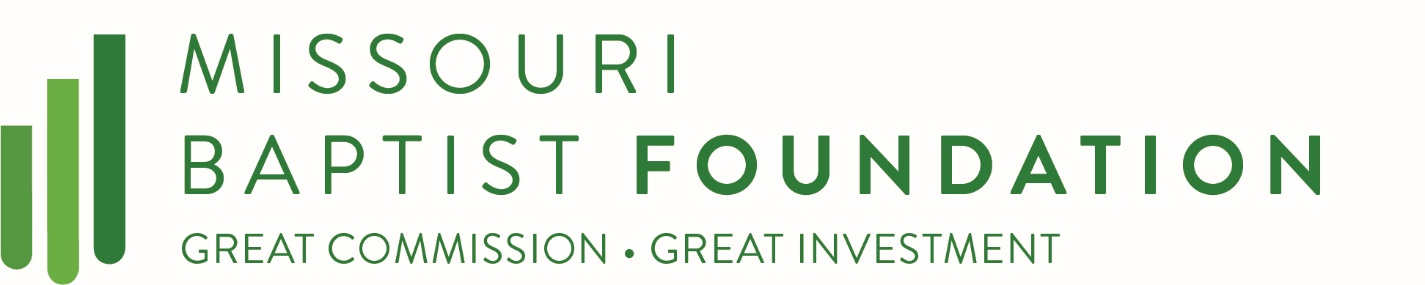 MISSOURI
BAPTIST FOUNDATION
GREAT COMMISSION • GREAT INVESTMENT